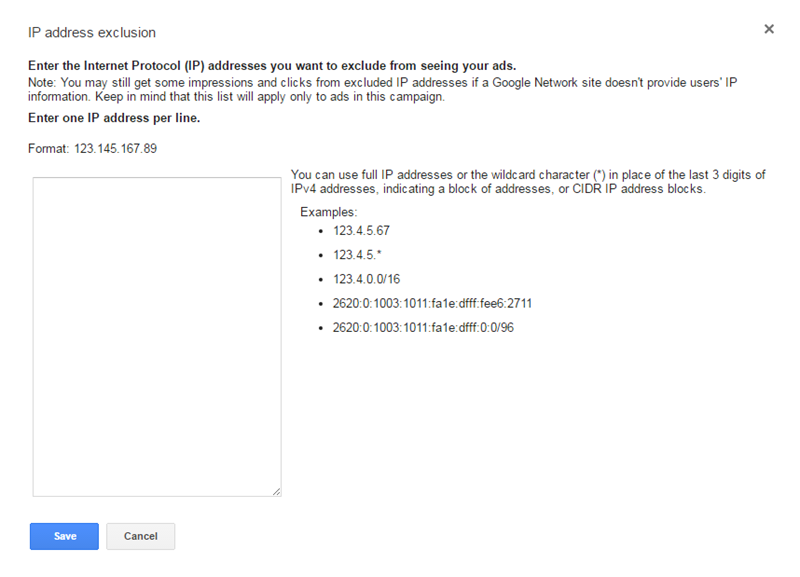 IP address exclusion
Enter the Internet Protocol (IP) addresses you want to exclude from seeing your ads.
Note: You may still get some impressions and clicks from excluded IP addresses if a Google Network site doesn't provide users' IP
information. Keep in mind that this list will apply only to ads in this campaign.
Enter one IP address per line.
Format: 123.145.167.89
You can use full IP addresses or the wildcard character (*) in place of the last 3 digits of
IPv4 addresses, indicating a block of addresses, or CIDR IP address blocks.
Examples:
• 123.4.5.67
• 123.4.5.*
• 123.4.0.0/16
• 2620:0:1003:1011:fa1e:dfff:fee6:2711
• 2620:0:1003:1011:fa1e:dfff:0:0/96
Save
Cancel